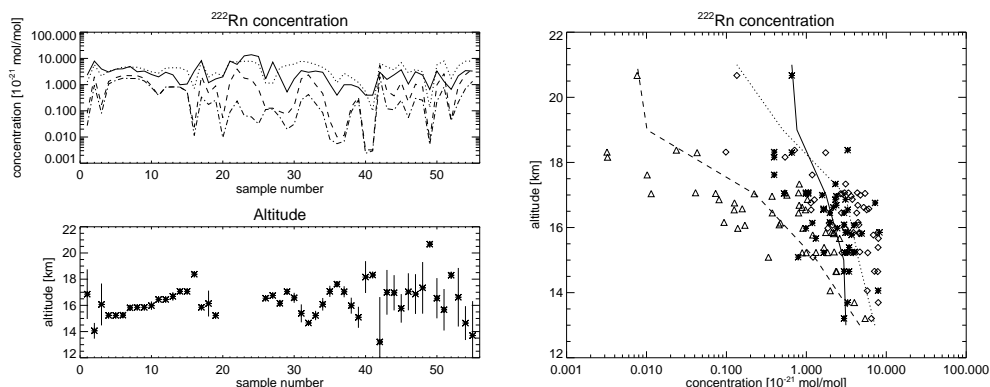 ²²²Rn concentration
concentration [10⁻²¹ mol/mol]
100.000
10.000
1.000
0.100
0.010
0.001
0 10 20 30 40 50
sample number
Altitude
altitude [km]
22
20
18
16
14
12
0 10 20 30 40 50
sample number
²²²Rn concentration
altitude [km]
22
20
18
16
14
12
0.001 0.010 0.100 1.000 10.000 100.000
concentration [10⁻²¹ mol/mol]